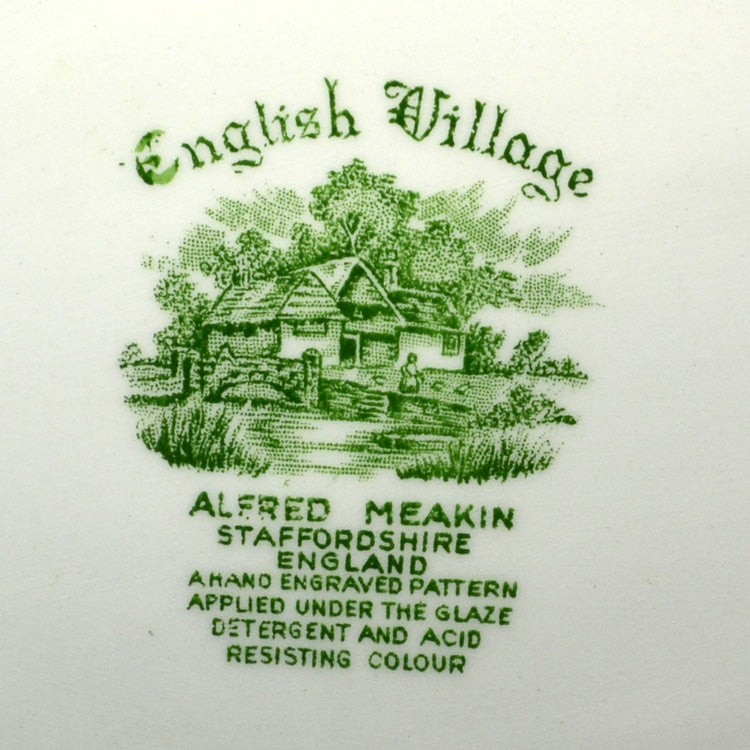 English Village
ALFRED MEAKIN
STAFFORDSHIRE
ENGLAND
A HAND ENGRAVED PATTERN
APPLIED UNDER THE GLAZE
DETERGENT AND ACID
RESISTING COLOUR